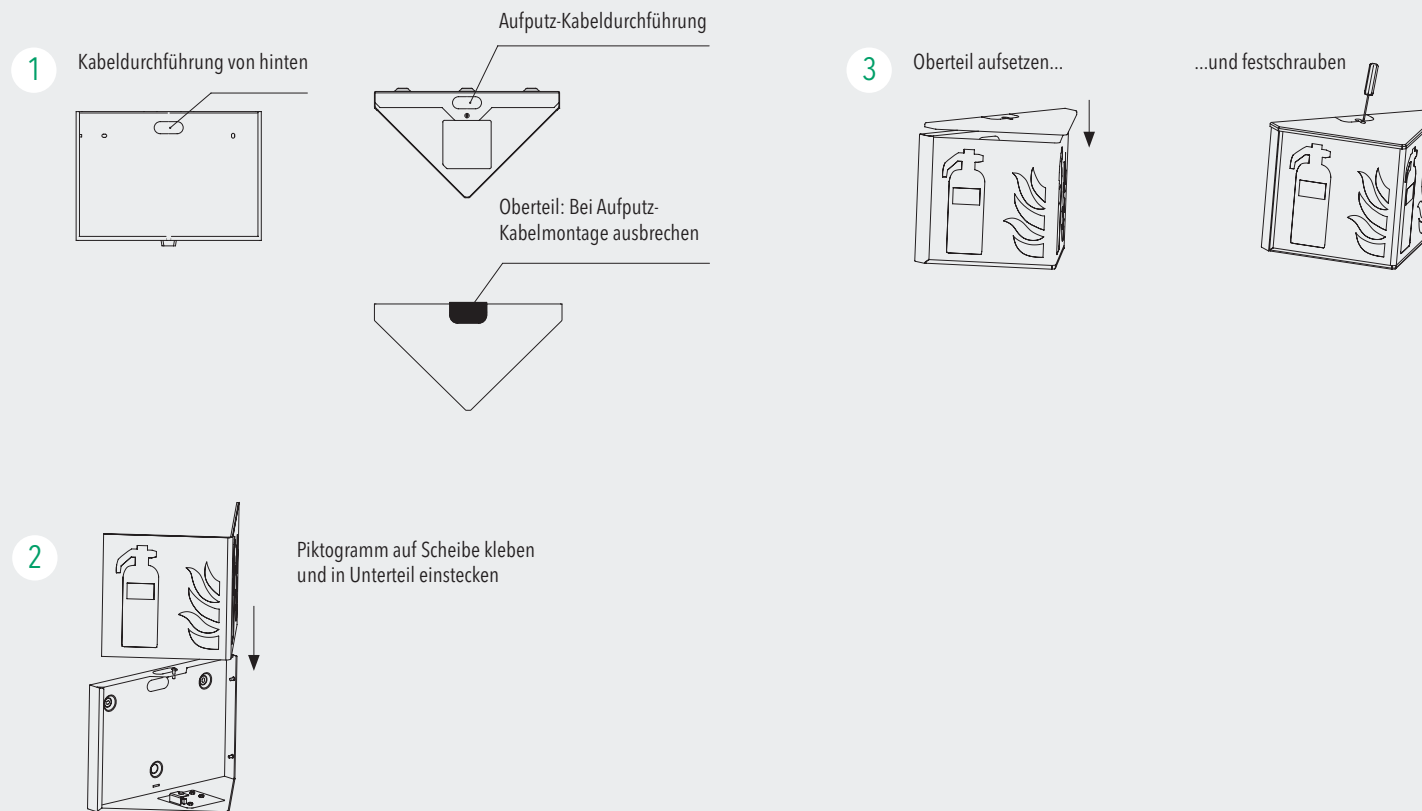 1
Kabeldurchführung von hinten
Aufputz-Kabeldurchführung
Oberteil: Bei Aufputz-
Kabelmontage ausbrechen
2
Piktogramm auf Scheibe kleben
und in Unterteil einstecken
3
Oberteil aufsetzen...
...und festschrauben